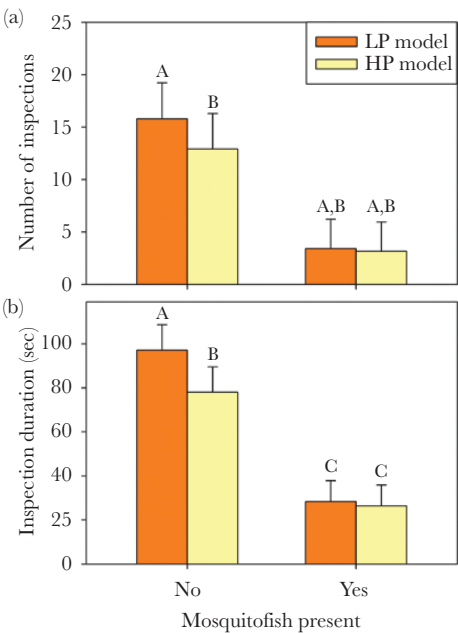 (a)
25
20
15
10
5
0
Number of inspections
LP model
HP model
A
B
A,B
A,B
(b)
100
80
60
40
25
0
Inspection duration (sec)
A
B
C
C
No
Yes
Mosquitofish present